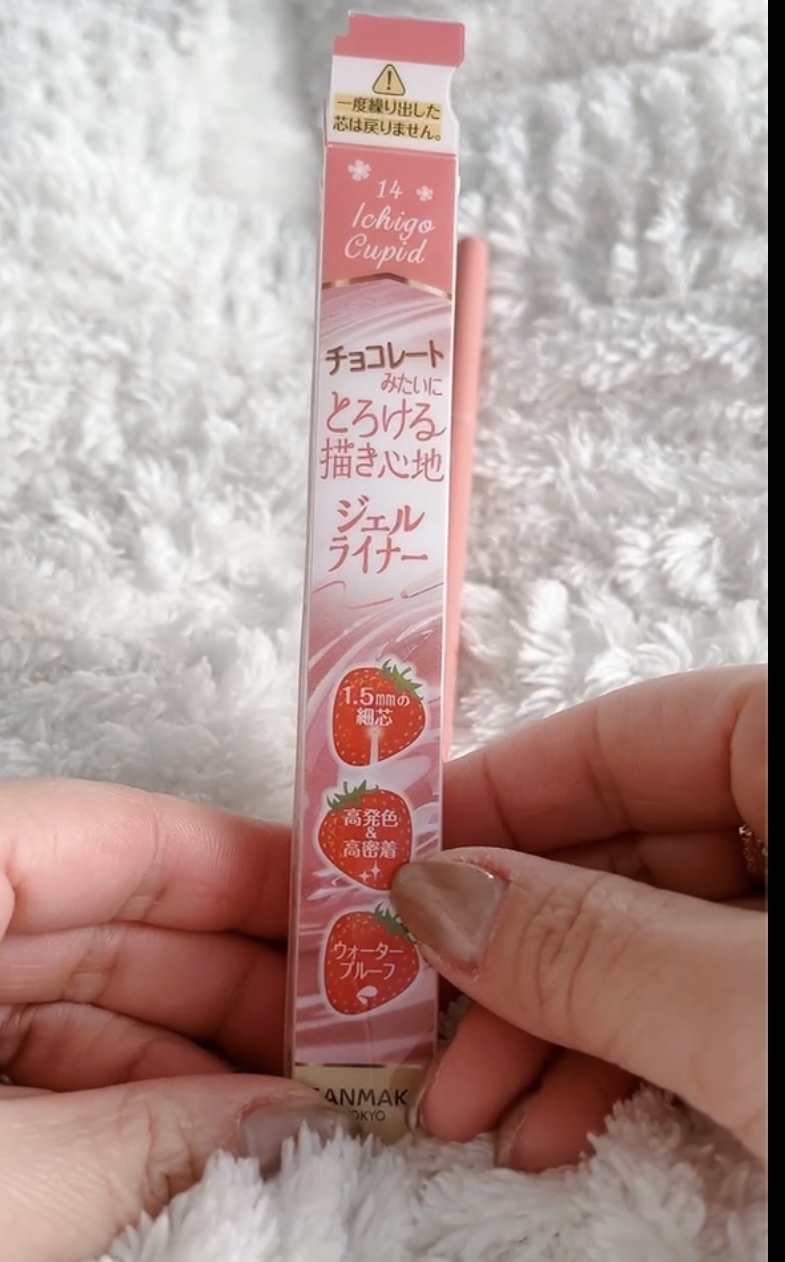 一度繰り出した
芯は戻りません。
14
Ichigo
Cupid
チョコレート
みたいに
とろける
描き心地
ジェル
ライナー
1.5mmの
細芯
高発色
&
高密着
ウォーター
プルーフ
ANMAK
OKYO